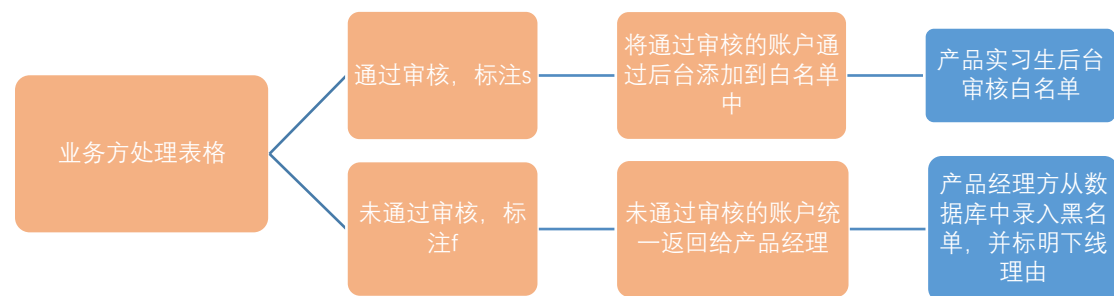 业务方处理表格
通过审核，标注s
将通过审核的账户通
过后台添加到白名单
中
产品实习生后台
审核白名单
未通过审核，标
注f
未通过审核的账户统
一返回给产品经理
产品经理方从数
据库中录入黑名
单，并标明下线
理由